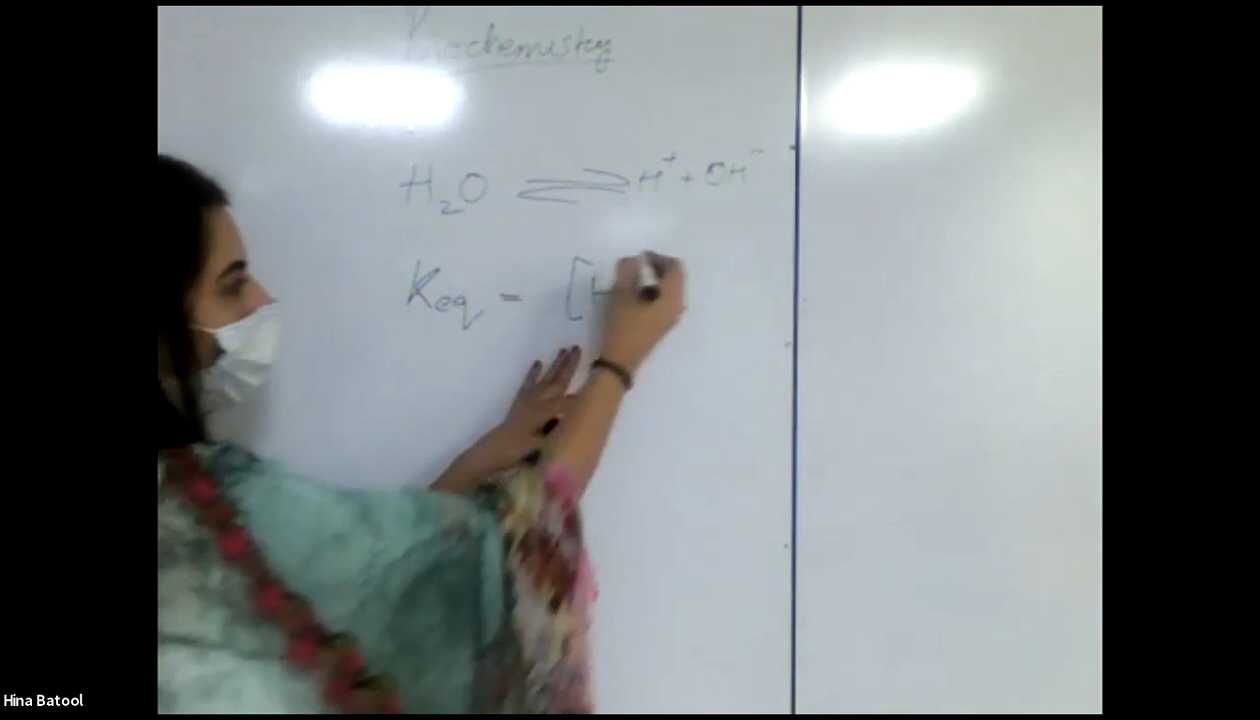 Biochemistry
H₂O ⇌ H⁺ + OH⁻
Keq = [H
Hina Batool